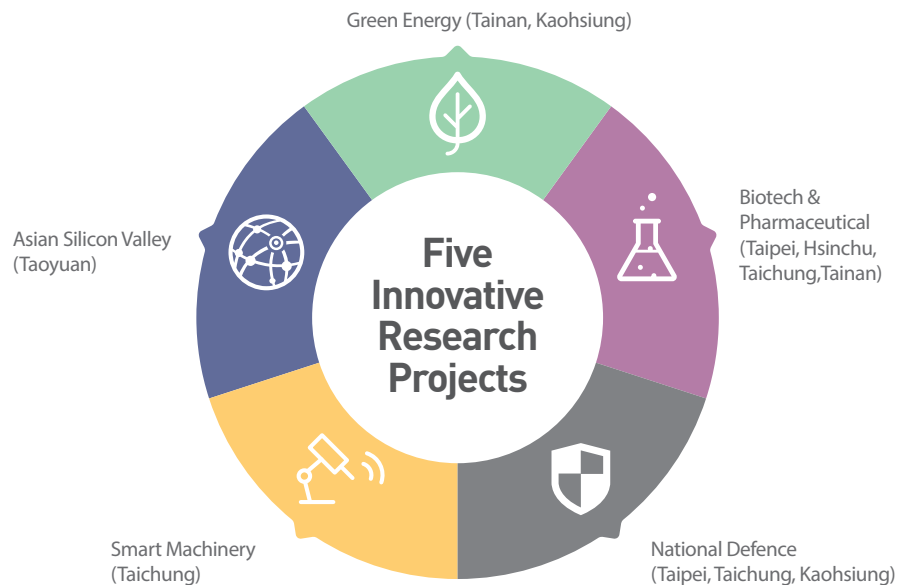 Green Energy (Tainan, Kaohsiung)
Biotech &
Pharmaceutical
(Taipei, Hsinchu,
Taichung,Tainan)
Asian Silicon Valley
(Taoyuan)
Five
Innovative
Research
Projects
Smart Machinery
(Taichung)
National Defence
(Taipei, Taichung, Kaohsiung)